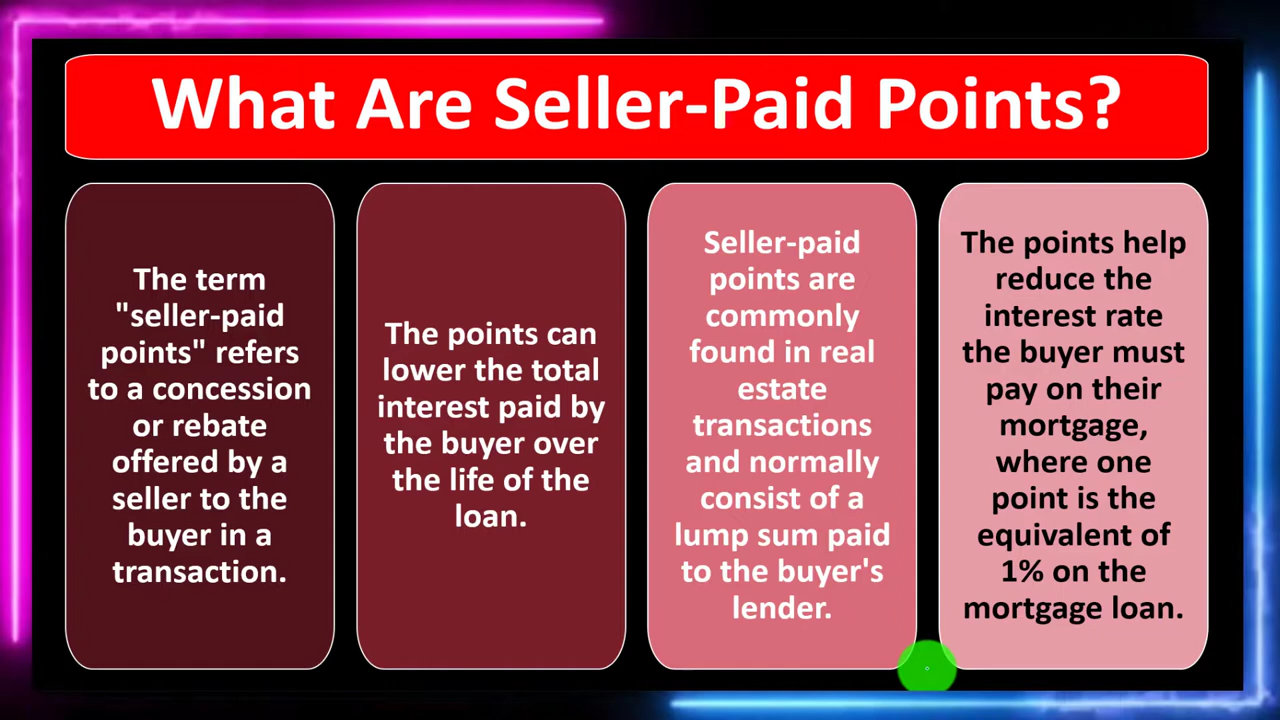 What Are Seller-Paid Points?
The term
"seller-paid
points" refers
to a concession
or rebate
offered by a
seller to the
buyer in a
transaction.
The points can
lower the total
interest paid by
the buyer over
the life of the
loan.
Seller-paid
points are
commonly
found in real
estate
transactions
and normally
consist of a
lump sum paid
to the buyer's
lender.
The points help
reduce the
interest rate
the buyer must
pay on their
mortgage,
where one
point is the
equivalent of
1% on the
mortgage loan.